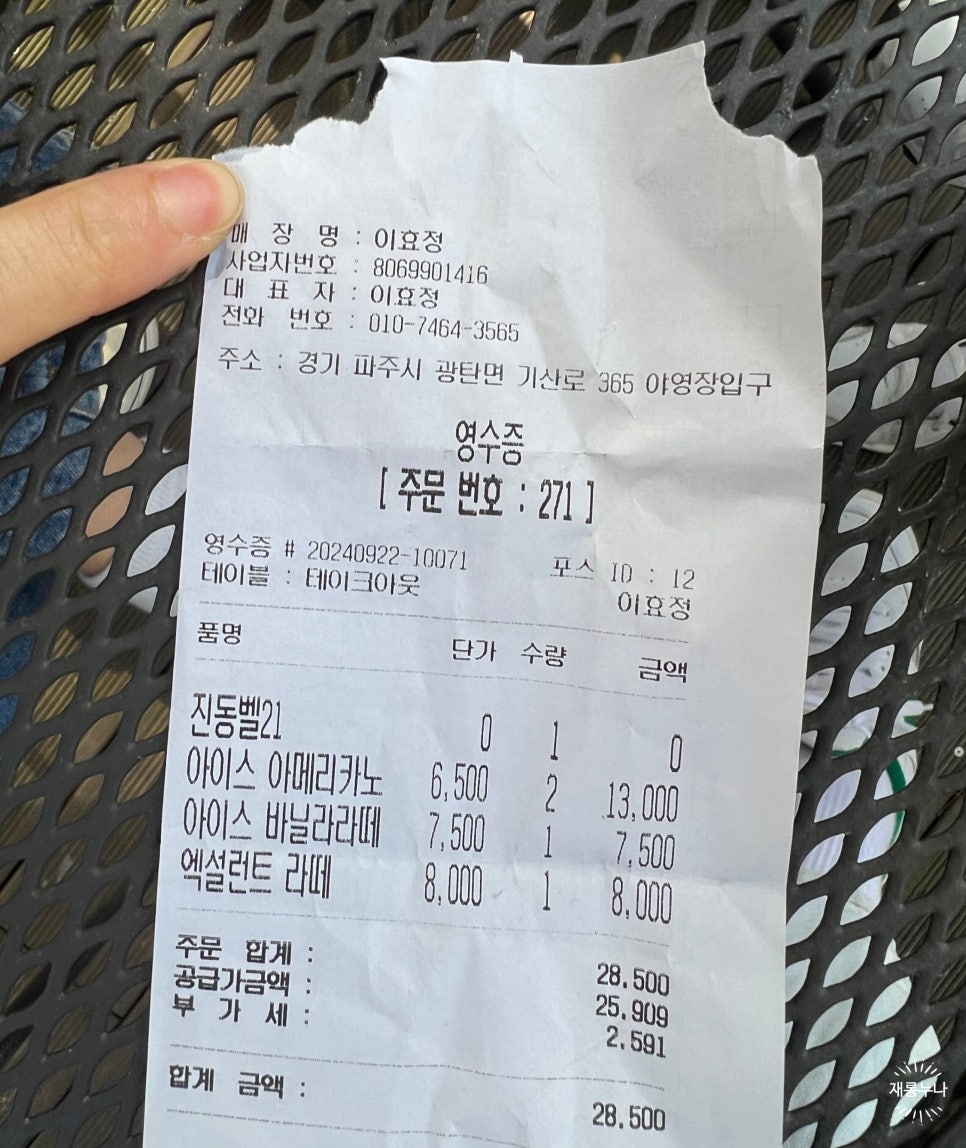 매 장 명 : 이효정
사업자번호 : 8069901416
대 표 자 : 이효정
전화 번호 : 010-7464-3565
주소 : 경기 파주시 광탄면 기산로 365 야영장입구
영수증
[ 주문 번호 : 271 ]
영수증 # 20240922-10071 포스 ID : 12
테이블 : 테이크아웃 이효정
품명 단가 수량 금액
진동벨21 0 1 0
아이스 아메리카노 6,500 2 13,000
아이스 바닐라라떼 7,500 1 7,500
엑설런트 라떼 8,000 1 8,000
주문 합계 : 28.500
공급가금액 : 25.909
부 가 세 : 2.591
합계 금액 : 28.500
재롱누나